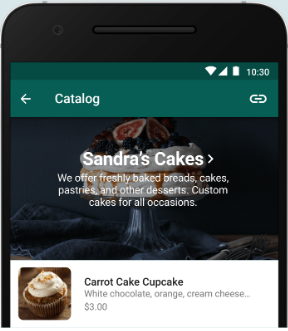 10:30
Catalog
Sandra's Cakes
We offer freshly baked breads, cakes,
pastries, and other desserts. Custom
cakes for all occasions.
Carrot Cake Cupcake
White chocolate, orange, cream cheese...
$3.00